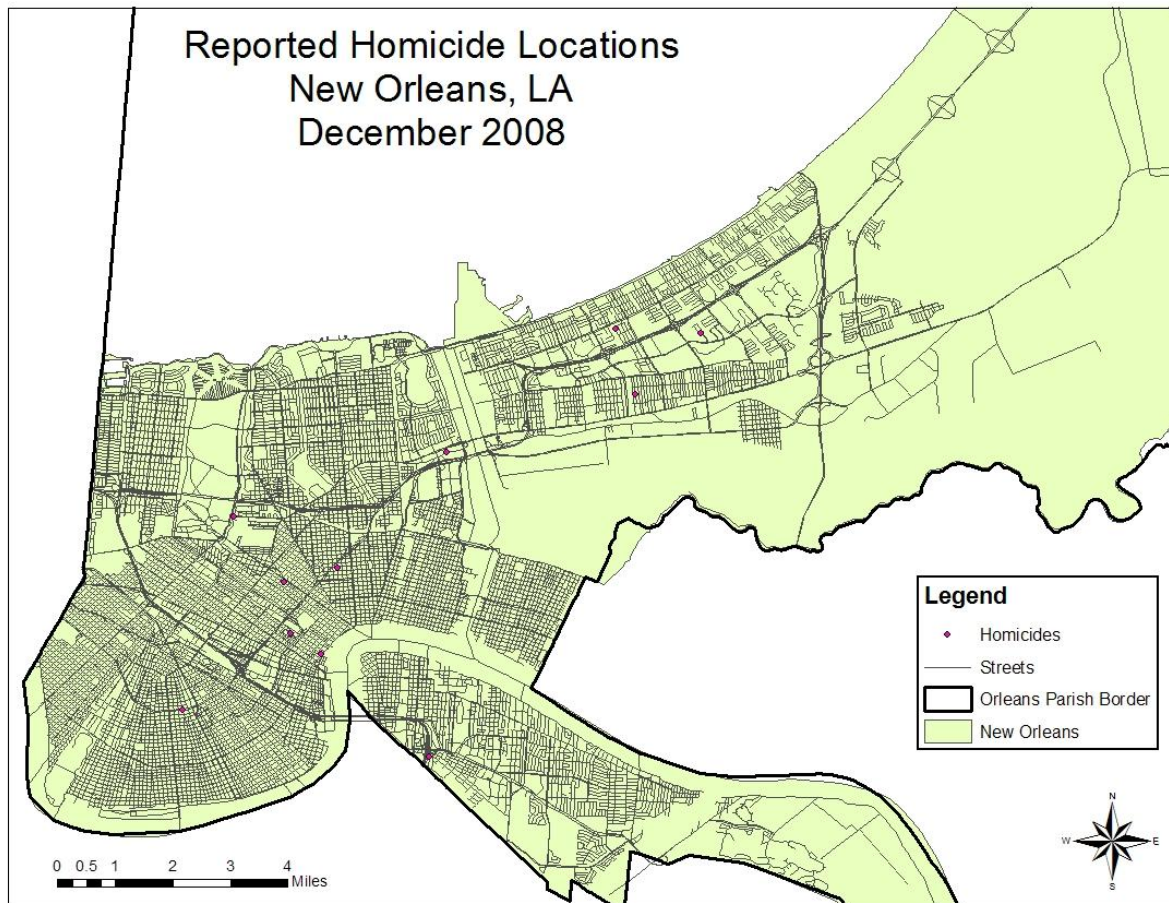 Reported Homicide Locations
New Orleans, LA
December 2008
Legend
Homicides
Streets
Orleans Parish Border
New Orleans
N
W
E
S
0 0.5 1 2 3 4
Miles